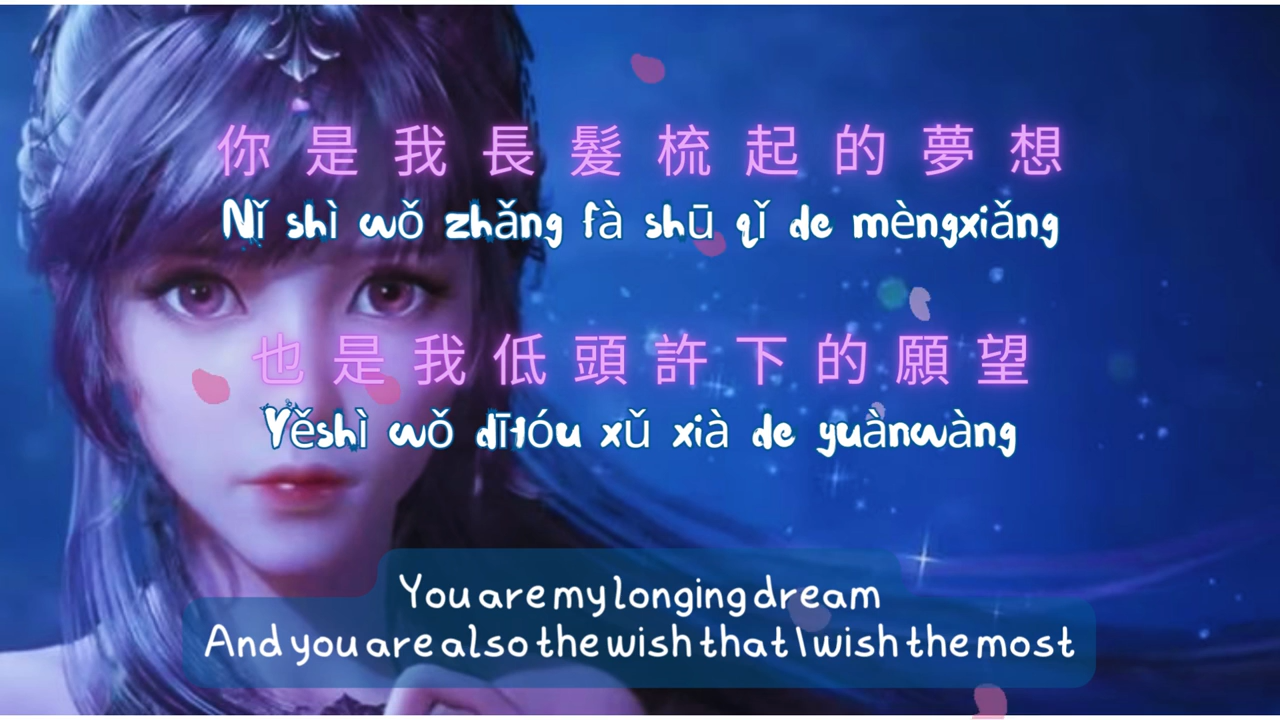 你是我長髮梳起的夢想
Nǐ shì wǒ zhǎng fà shū qǐ de mèngxiǎng
也是我低頭許下的願望
Yěshì wǒ dītóu xǔ xià de yuànwàng
You are my longing dream
And you are also the wish that I wish the most